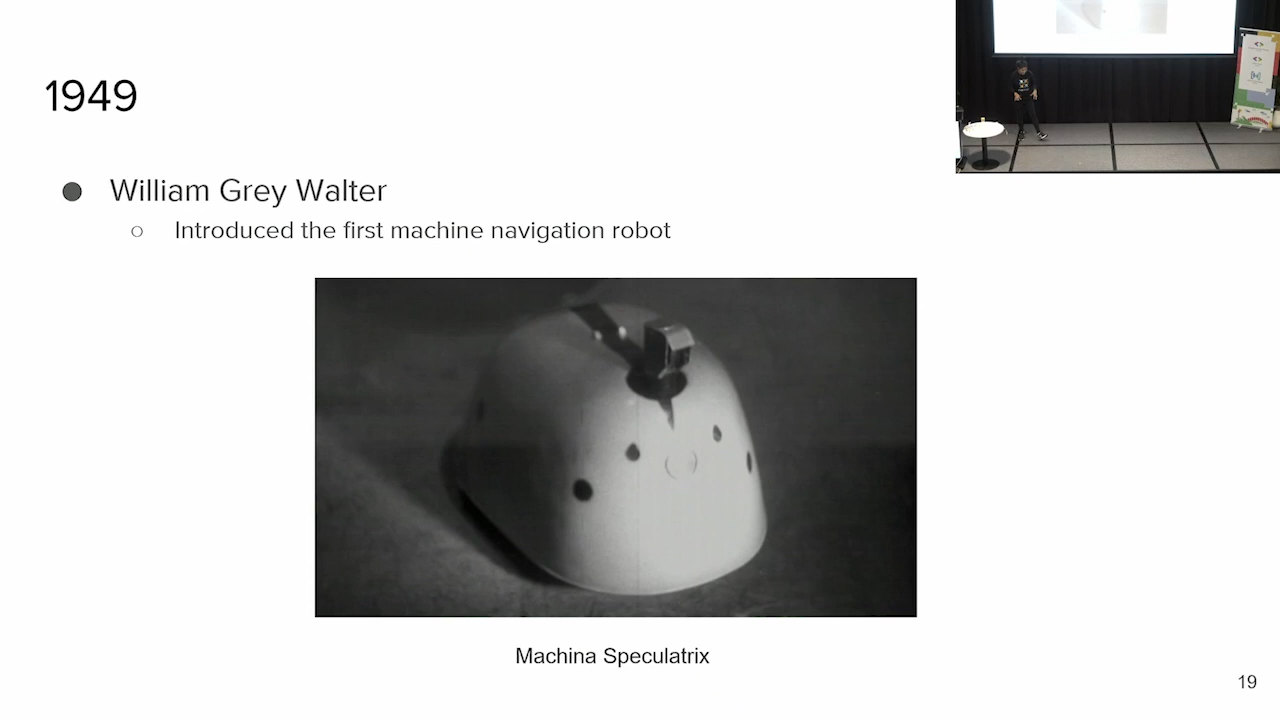 1949
● William Grey Walter
○ Introduced the first machine navigation robot
Machina Speculatrix
19